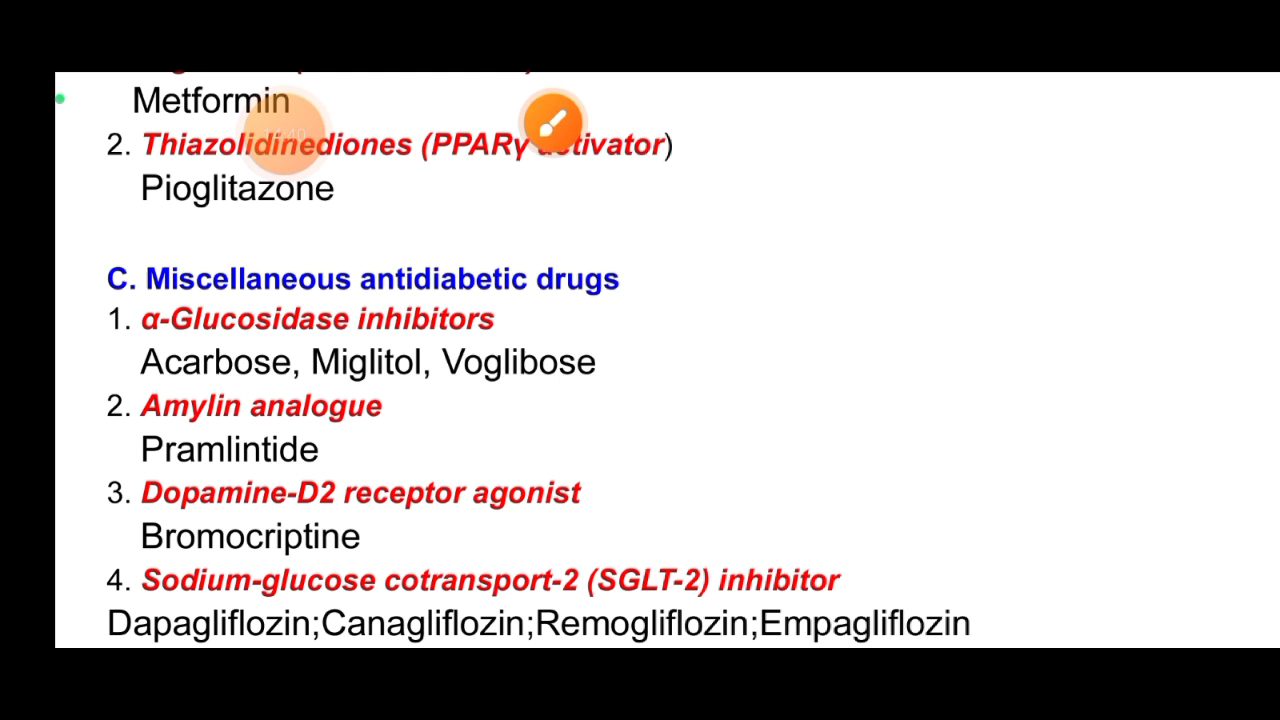 Metformin
2. Thiazolidinediones (PPARγ activator)
Pioglitazone
C. Miscellaneous antidiabetic drugs
1. α-Glucosidase inhibitors
Acarbose, Miglitol, Voglibose
2. Amylin analogue
Pramlintide
3. Dopamine-D2 receptor agonist
Bromocriptine
4. Sodium-glucose cotransport-2 (SGLT-2) inhibitor
Dapagliflozin;Canagliflozin;Remogliflozin;Empagliflozin